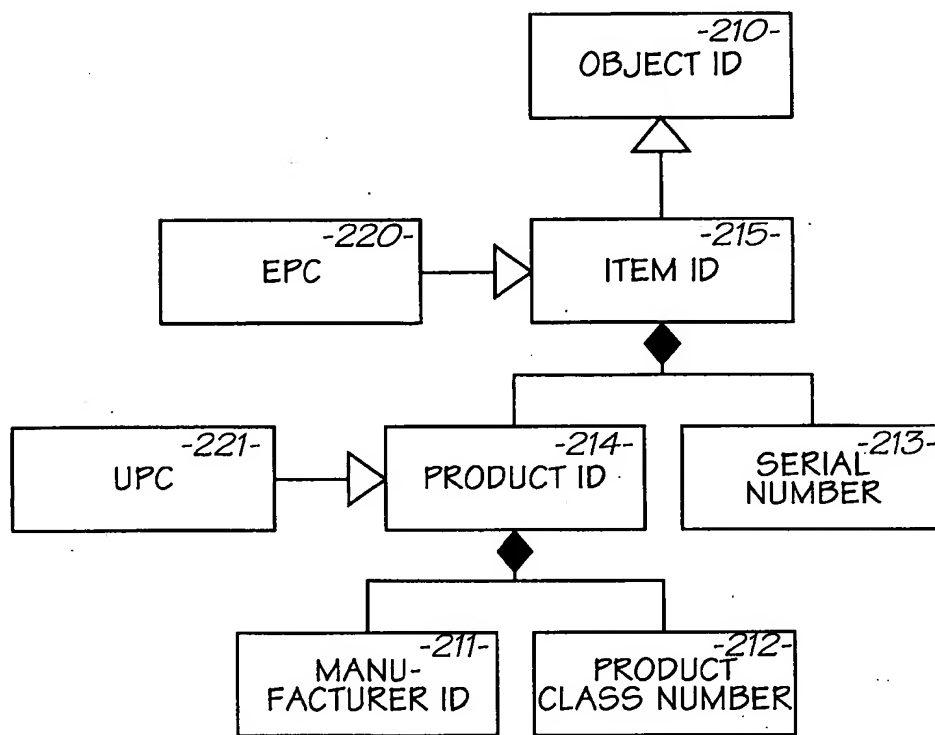 -210-
OBJECT ID
-220-
EPC
-215-
ITEM ID
-221-
UPC
-214-
PRODUCT ID
-213-
SERIAL
NUMBER
-211-
MANU-
FACTURER ID
-212-
PRODUCT
CLASS NUMBER